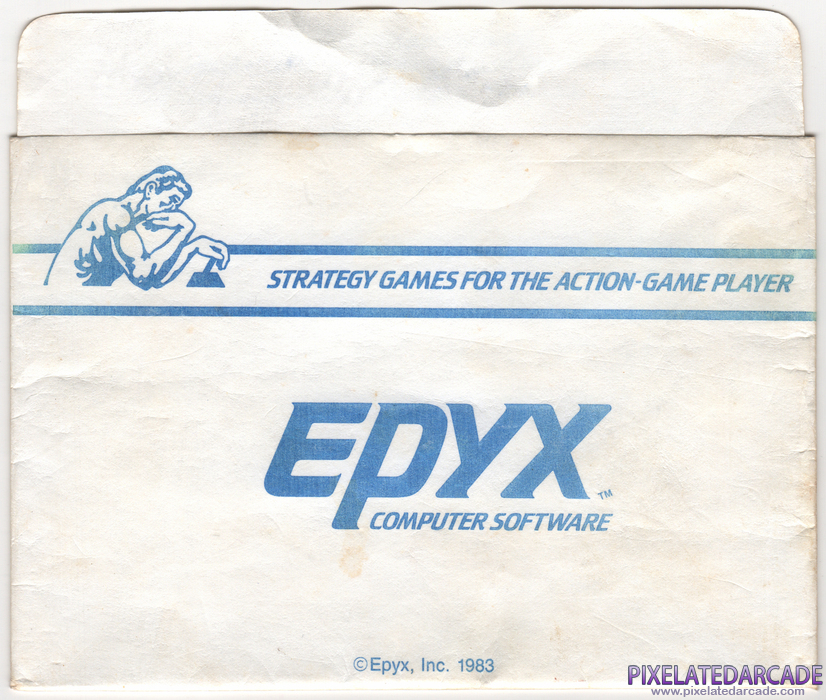 STRATEGY GAMES FOR THE ACTION-GAME PLAYER
EPYX™
COMPUTER SOFTWARE
©Epyx, Inc. 1983
PIXELATEDARCADE
www.pixelatedarcade.com